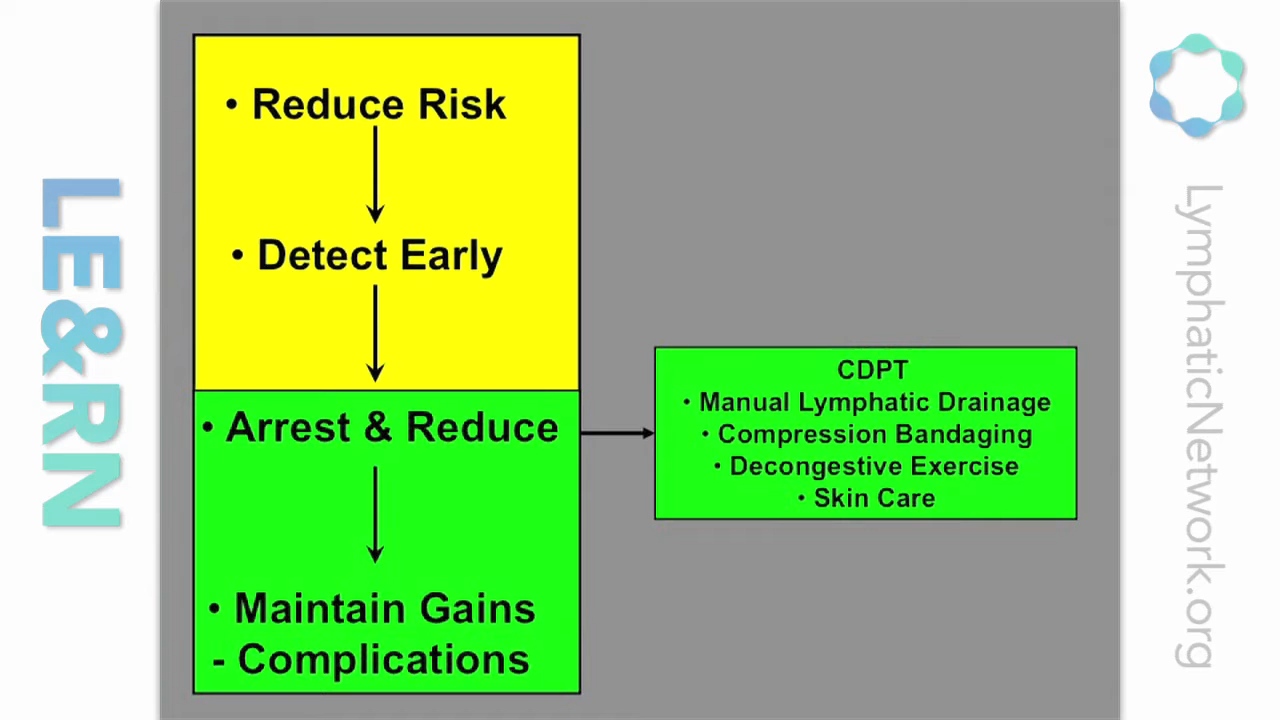 LE&RN
• Reduce Risk
• Detect Early
• Arrest & Reduce
• Maintain Gains
- Complications
CDPT
• Manual Lymphatic Drainage
• Compression Bandaging
• Decongestive Exercise
• Skin Care
LymphaticNetwork.org